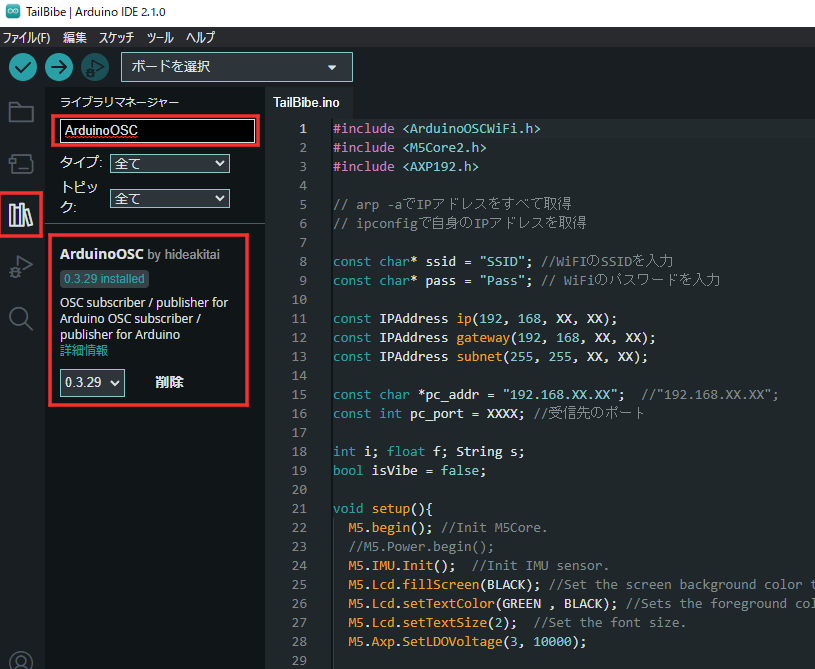 TailBibe | Arduino IDE 2.1.0
ファイル(F) 編集 スケッチ ツール ヘルプ
ボードを選択
ライブラリマネージャー
ArduinoOSC
タイプ: 全て
トピッ
ク: 全て
ArduinoOSC by hideakitai
0.3.29 installed
OSC subscriber / publisher for
Arduino OSC subscriber /
publisher for Arduino
詳細情報
0.3.29 削除
TailBibe.ino
1 #include <ArduinoOSCWiFi.h>
2 #include <M5Core2.h>
3 #include <AXP192.h>
4
5 // arp -aでIPアドレスをすべて取得
6 // ipconfigで自身のIPアドレスを取得
7
8 const char* ssid = "SSID"; //WiFIのSSIDを入力
9 const char* pass = "Pass"; // WiFiのパスワードを入力
10
11 const IPAddress ip(192, 168, XX, XX);
12 const IPAddress gateway(192, 168, XX, XX);
13 const IPAddress subnet(255, 255, XX, XX);
14
15 const char *pc_addr = "192.168.XX.XX"; //"192.168.XX.XX";
16 const int pc_port = XXXX; //受信先のポート
17
18 int i; float f; String s;
19 bool isVibe = false;
20
21 void setup(){
22 M5.begin(); //Init M5Core.
23 //M5.Power.begin();
24 M5.IMU.Init(); //Init IMU sensor.
25 M5.Lcd.fillScreen(BLACK); //Set the screen background color t
26 M5.Lcd.setTextColor(GREEN , BLACK); //Sets the foreground col
27 M5.Lcd.setTextSize(2); //Set the font size.
28 M5.Axp.SetLDOVoltage(3, 10000);
29